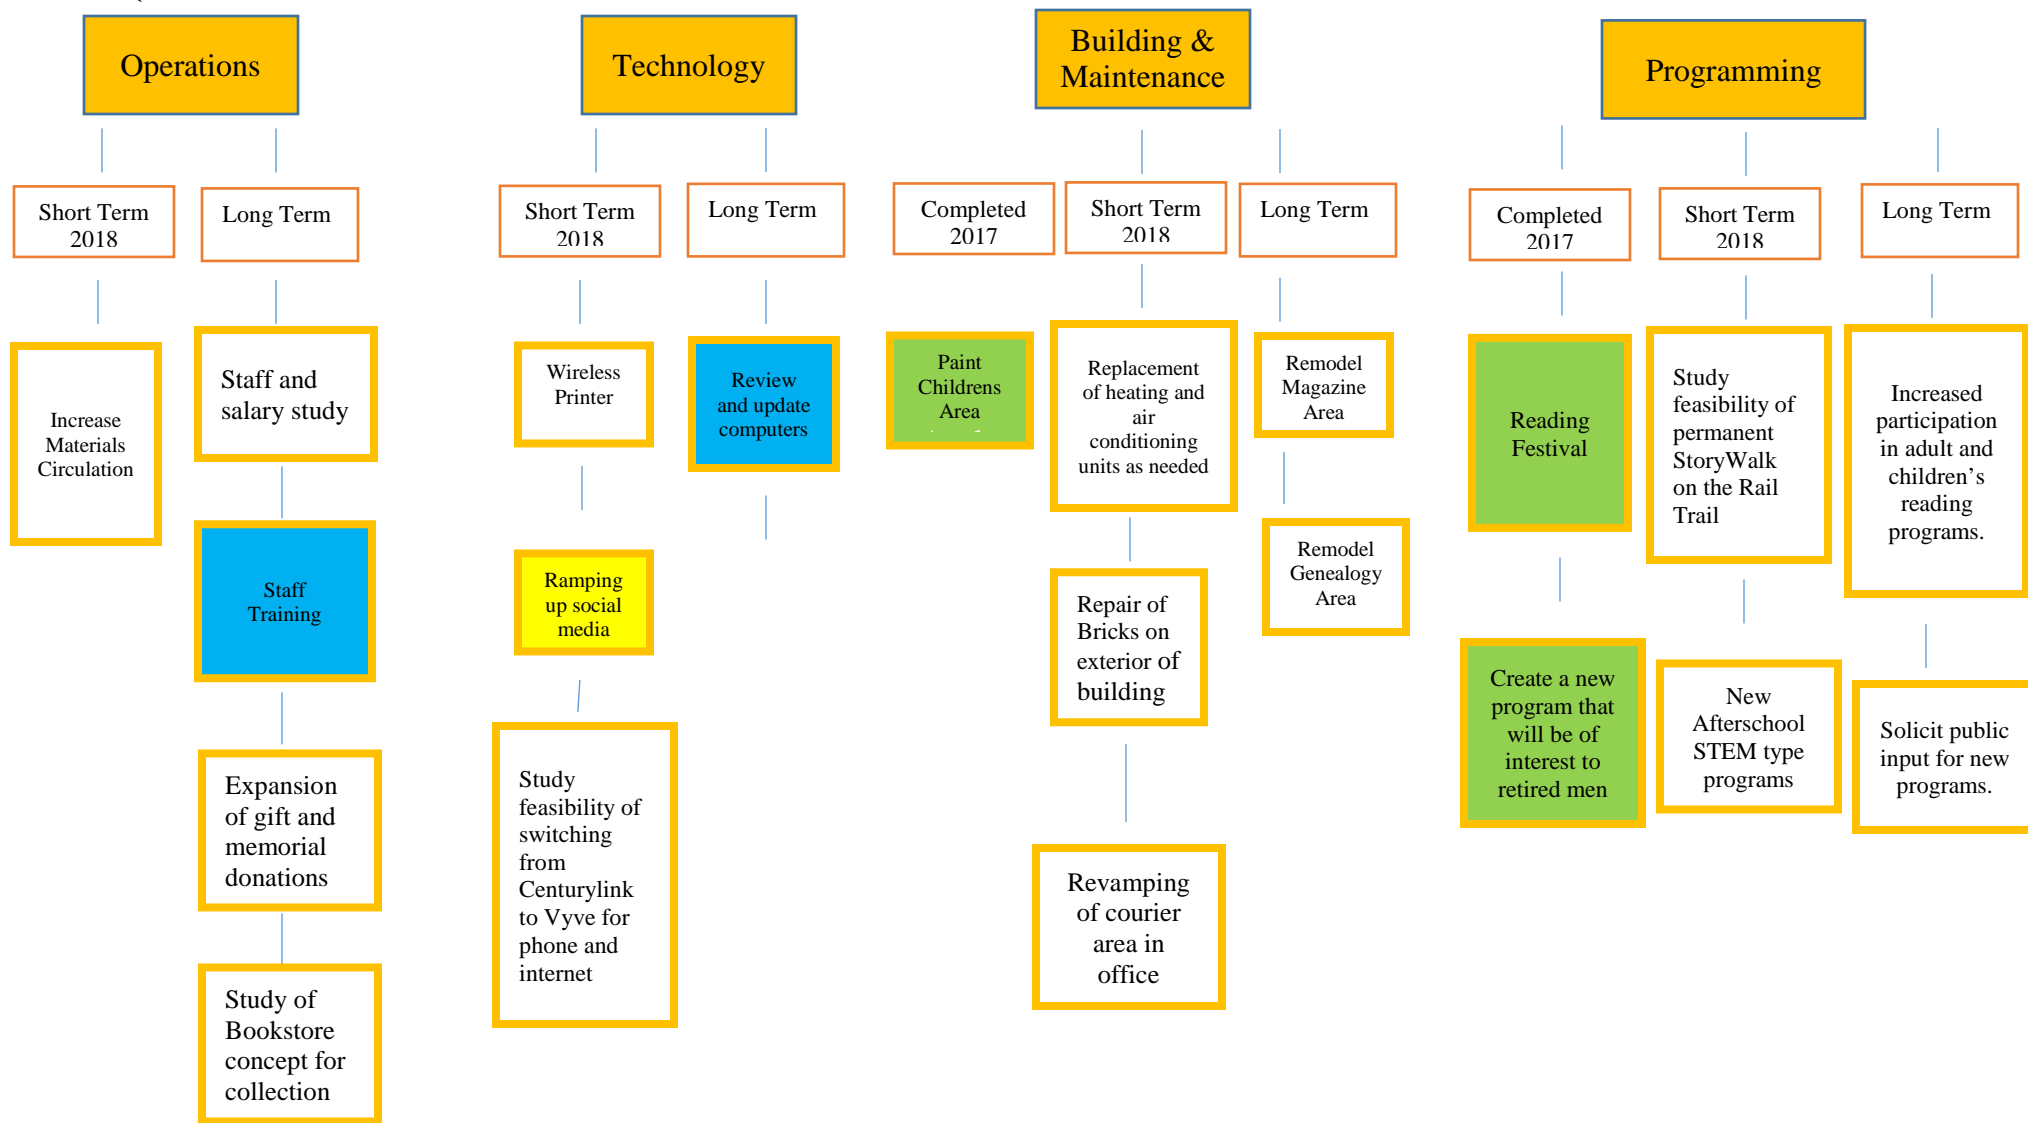 Operations
Short Term
2018
Long Term
Increase
Materials
Circulation
Staff and
salary study
Staff
Training
Expansion
of gift and
memorial
donations
Study of
Bookstore
concept for
collection
Technology
Short Term
2018
Long Term
Wireless
Printer
Ramping
up social
media
Study
feasibility of
switching
from
Centurylink
to Vyve for
phone and
internet
Review
and update
computers
Building &
Maintenance
Completed
2017
Short Term
2018
Long Term
Paint
Childrens
Area
Replacement
of heating and
air
conditioning
units as needed
Repair of
Bricks on
exterior of
building
Revamping
of courier
area in
office
Remodel
Magazine
Area
Remodel
Genealogy
Area
Programming
Completed
2017
Short Term
2018
Long Term
Reading
Festival
Create a new
program that
will be of
interest to
retired men
Study
feasibility of
permanent
StoryWalk
on the Rail
Trail
New
Afterschool
STEM type
programs
Increased
participation
in adult and
children’s
reading
programs.
Solicit public
input for new
programs.